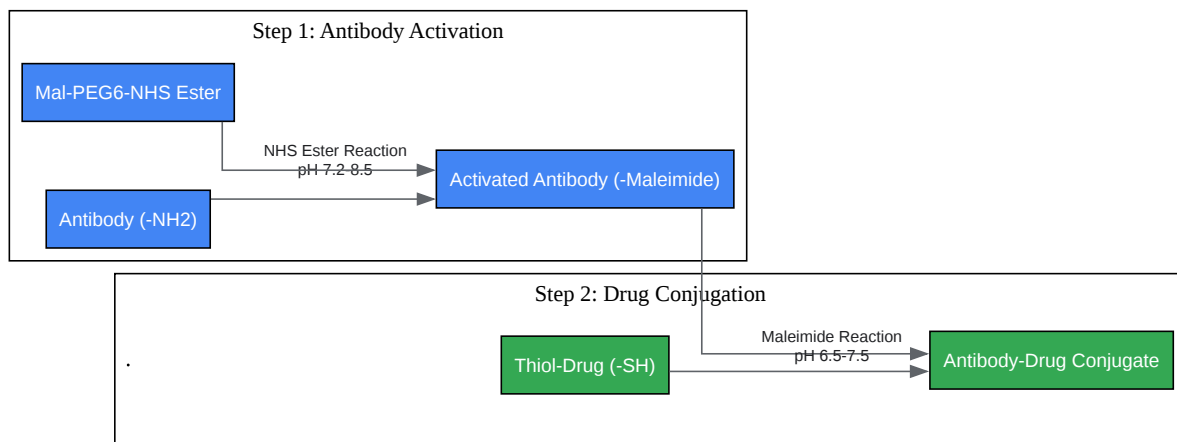 Step 1: Antibody Activation
Mal-PEG6-NHS Ester
NHS Ester Reaction
pH 7.2-8.5
Activated Antibody (-Maleimide)
Antibody (-NH2)
Step 2: Drug Conjugation
Maleimide Reaction
pH 6.5-7.5
Thiol-Drug (-SH)
Antibody-Drug Conjugate
.